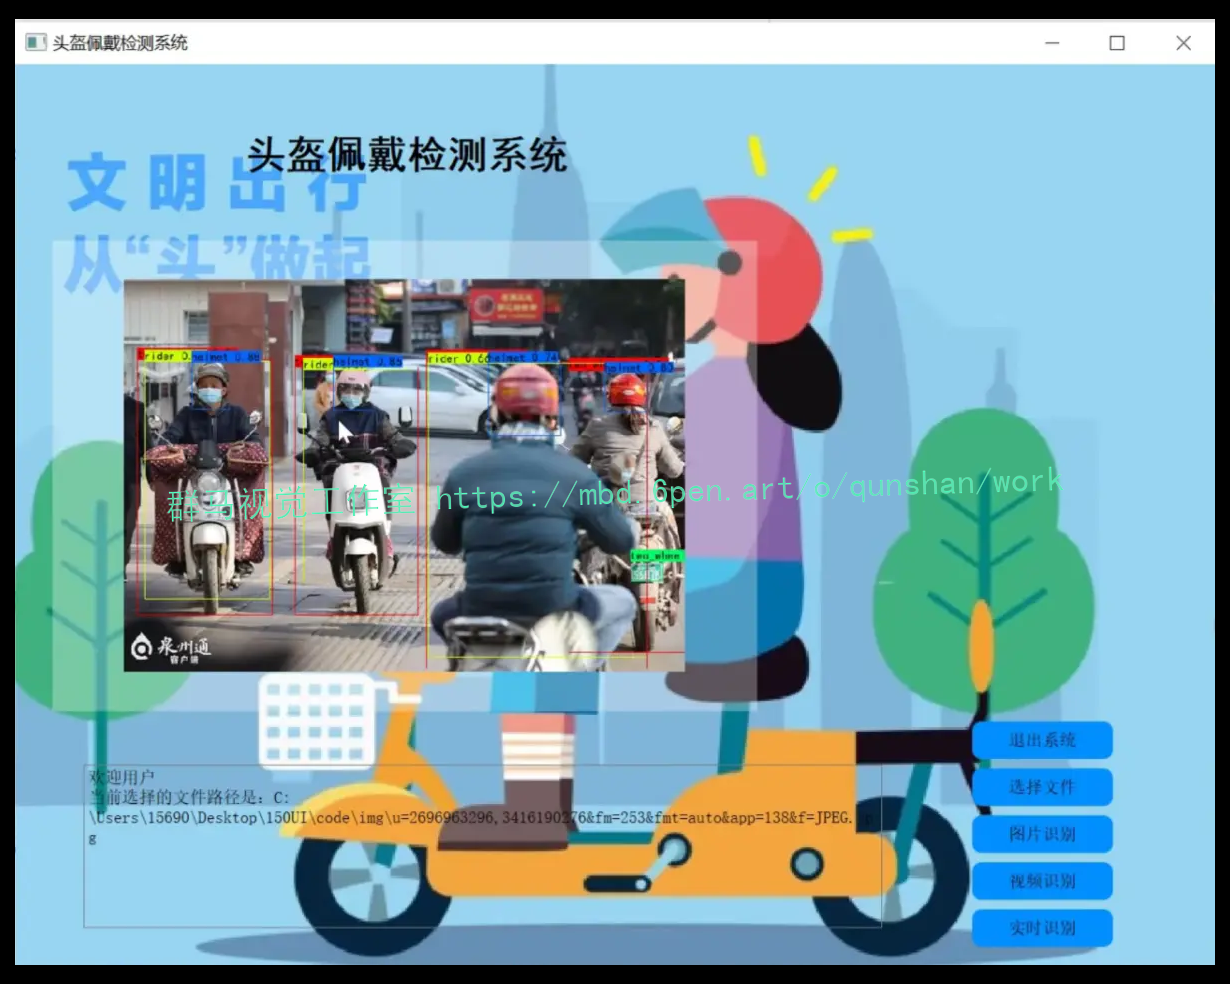 头盔佩戴检测系统
头盔佩戴检测系统
文明出行
从“头”做起
rider 0.
helmet 0.88
rider
helmet 0.85
rider 0.66
helmet 0.74
helmet 0.83
two_whee
群山视觉工作室 https://mbd.6pen.art/o/qunshan/work
泉州通
客户端
欢迎用户
当前选择的文件路径是：C:
\Users\15690\Desktop\150UI\code\img\u=2696963296,3416190276&fm=253&fmt=auto&app=138&f=JPEG.
g
退出系统
选择文件
图片识别
视频识别
实时识别